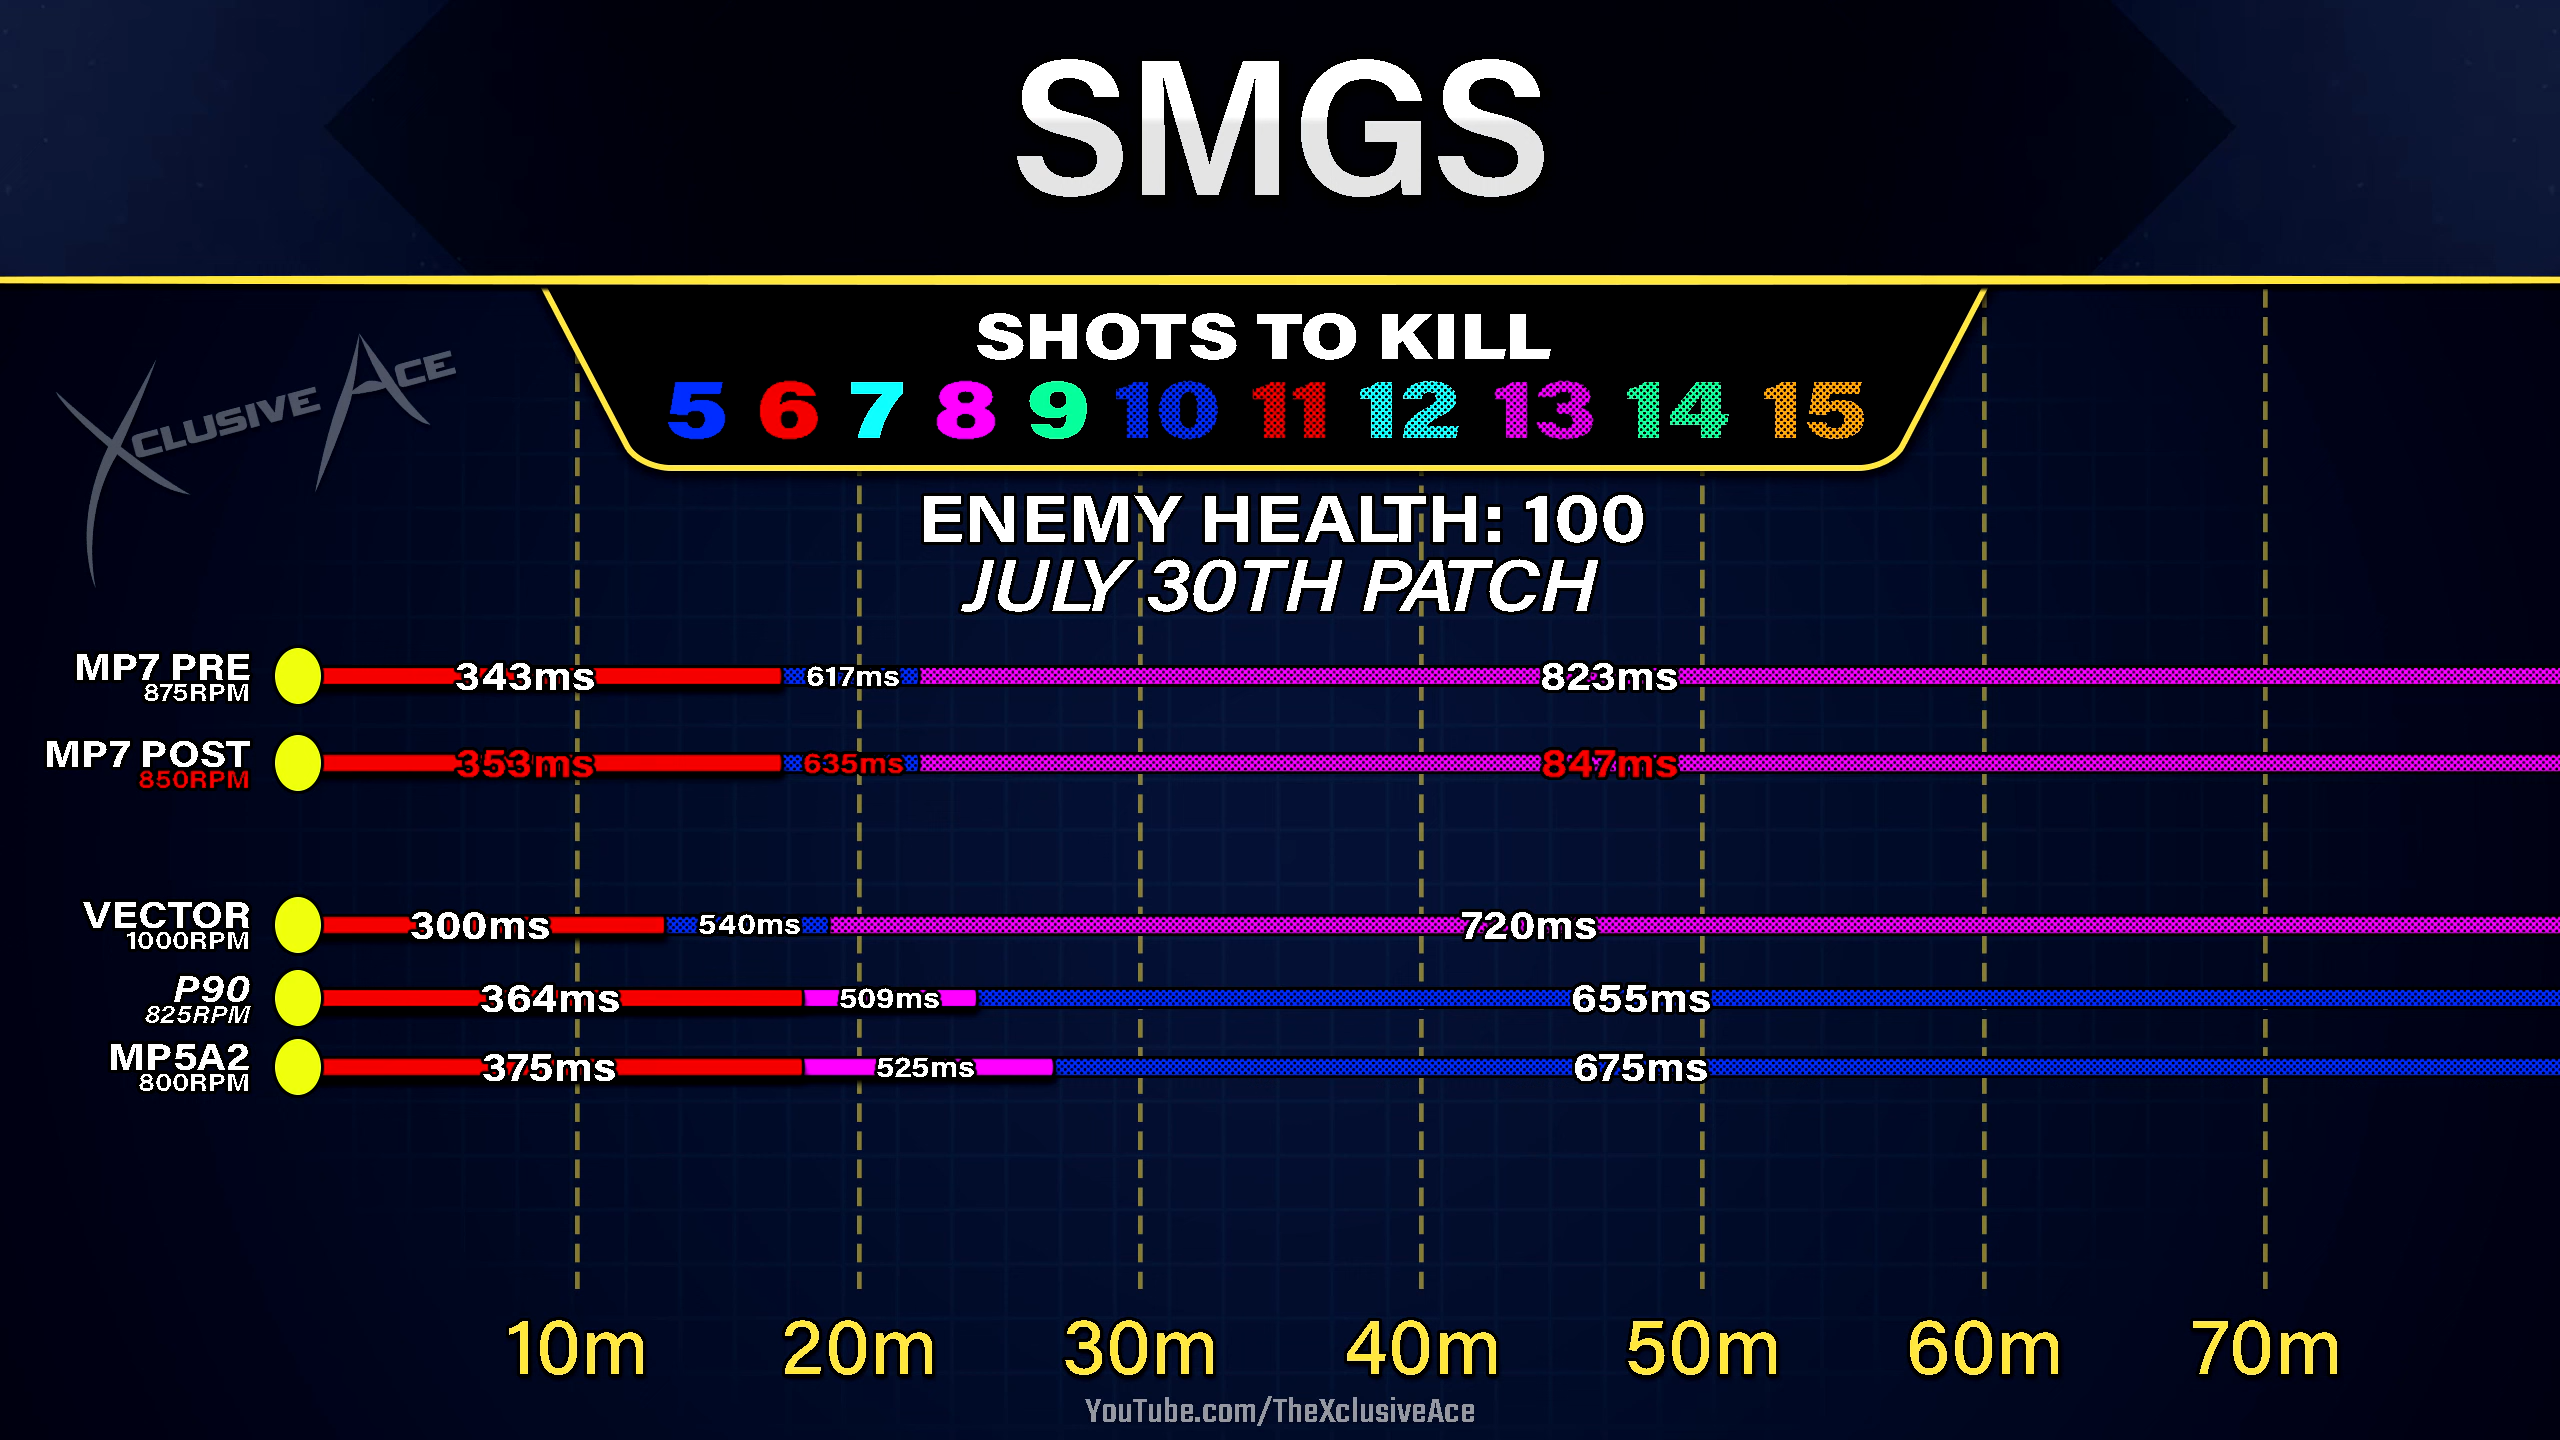 SMGS
SHOTS TO KILL
5 6 7 8 9 10 11 12 13 14 15
XCLUSIVE ACE
ENEMY HEALTH: 100
JULY 30TH PATCH
MP7 PRE
875RPM
343ms 617ms 823ms
MP7 POST
850RPM
353ms 635ms 847ms
VECTOR
1000RPM
300ms 540ms 720ms
P90
825RPM
364ms 509ms 655ms
MP5A2
800RPM
375ms 525ms 675ms
10m 20m 30m 40m 50m 60m 70m
YouTube.com/TheXclusiveAce